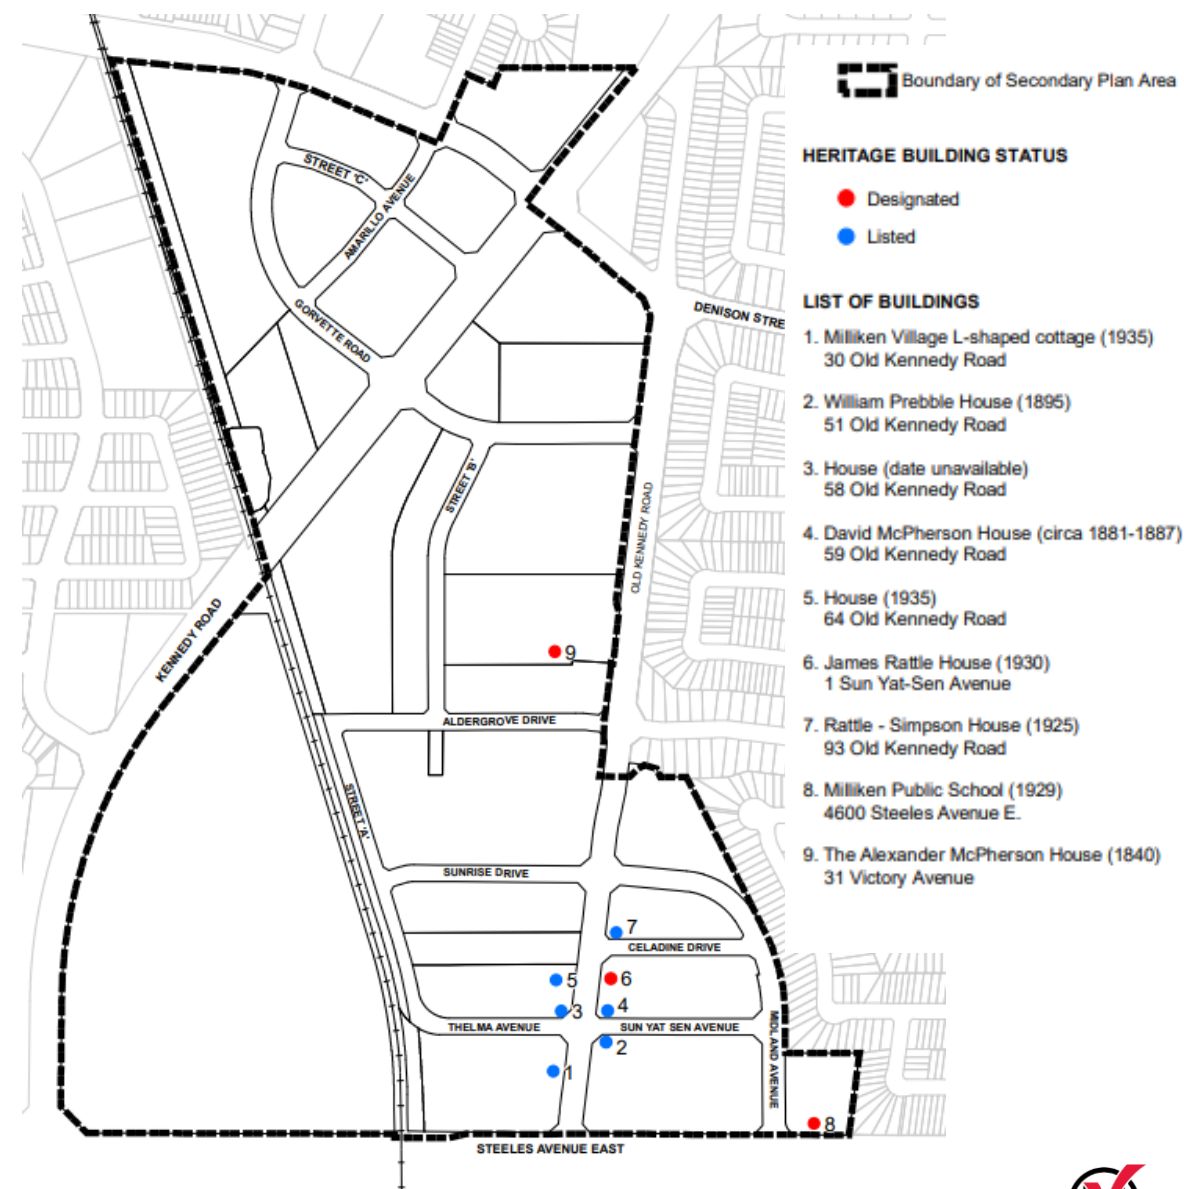 Boundary of Secondary Plan Area
HERITAGE BUILDING STATUS
Designated
Listed
LIST OF BUILDINGS
1. Milliken Village L-shaped cottage (1935)
30 Old Kennedy Road
2. William Prebble House (1895)
51 Old Kennedy Road
3. House (date unavailable)
58 Old Kennedy Road
4. David McPherson House (circa 1881-1887)
59 Old Kennedy Road
5. House (1935)
64 Old Kennedy Road
6. James Rattle House (1930)
1 Sun Yat-Sen Avenue
7. Rattle - Simpson House (1925)
93 Old Kennedy Road
8. Milliken Public School (1929)
4600 Steeles Avenue E.
9. The Alexander McPherson House (1840)
31 Victory Avenue
STREET 'C'
AMARILLO AVENUE
GORVETTE ROAD
DENISON STRE
STREET 'B'
OLD KENNEDY ROAD
KENNEDY ROAD
9
ALDERGROVE DRIVE
STREET 'A'
SUNRISE DRIVE
7
CELADINE DRIVE
5
6
3
4
THELMA AVENUE
SUN YAT SEN AVENUE
MIDLAND AVENUE
2
1
8
STEELES AVENUE EAST